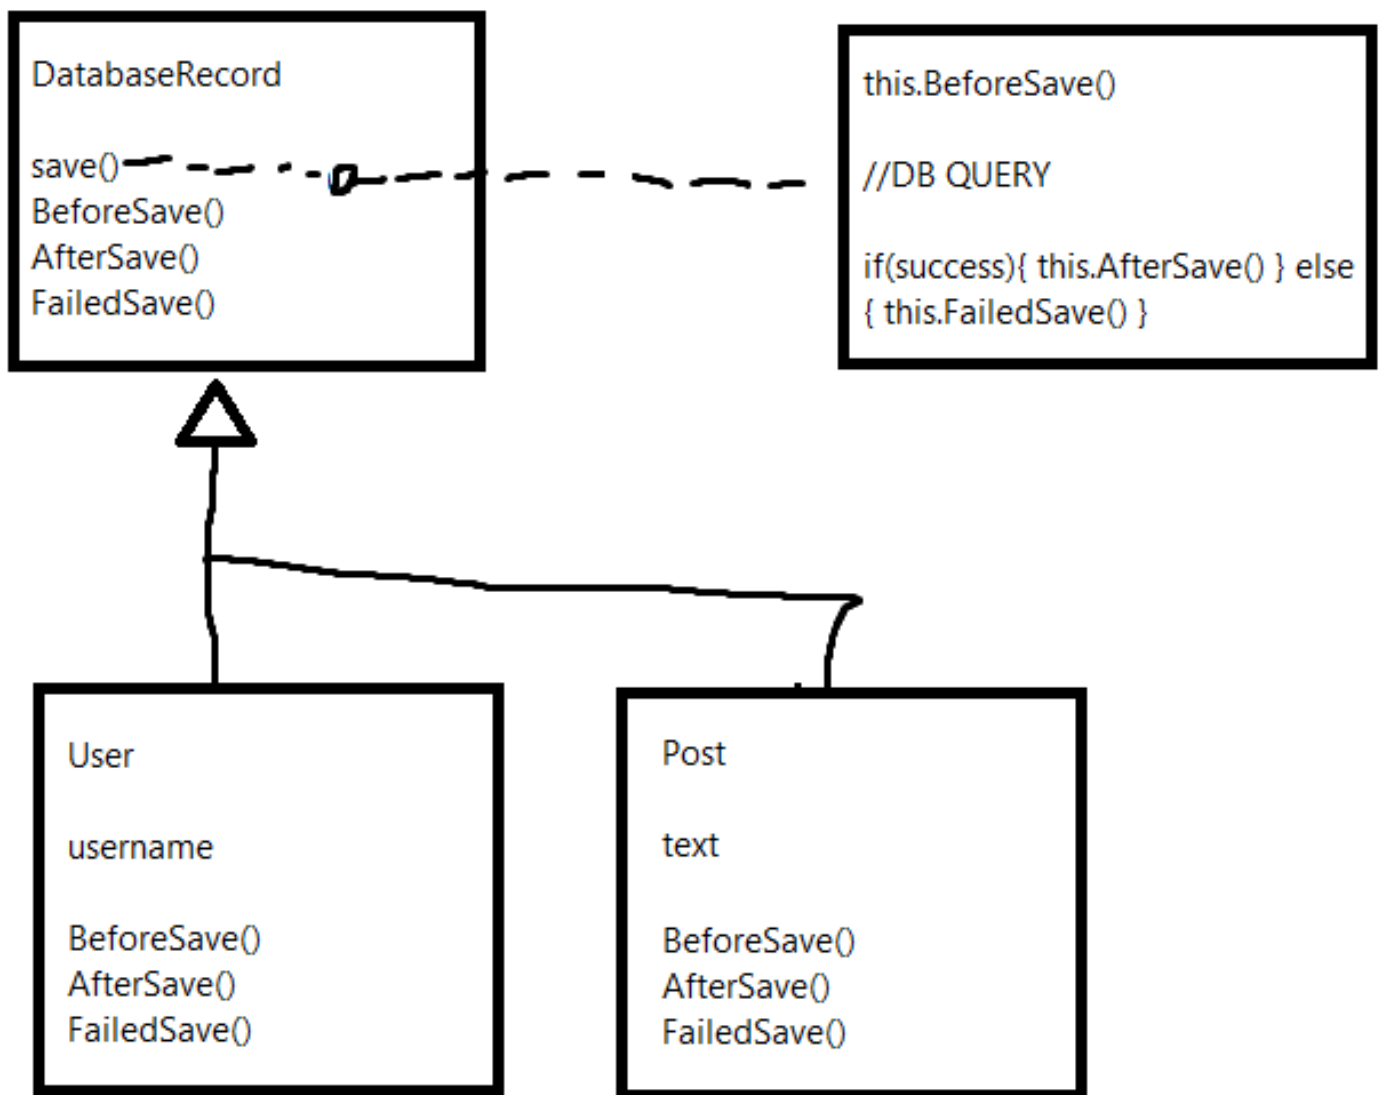 DatabaseRecord
save()
BeforeSave()
AfterSave()
FailedSave()
this.BeforeSave()
//DB QUERY
if(success){ this.AfterSave() } else
{ this.FailedSave() }
User
username
BeforeSave()
AfterSave()
FailedSave()
Post
text
BeforeSave()
AfterSave()
FailedSave()